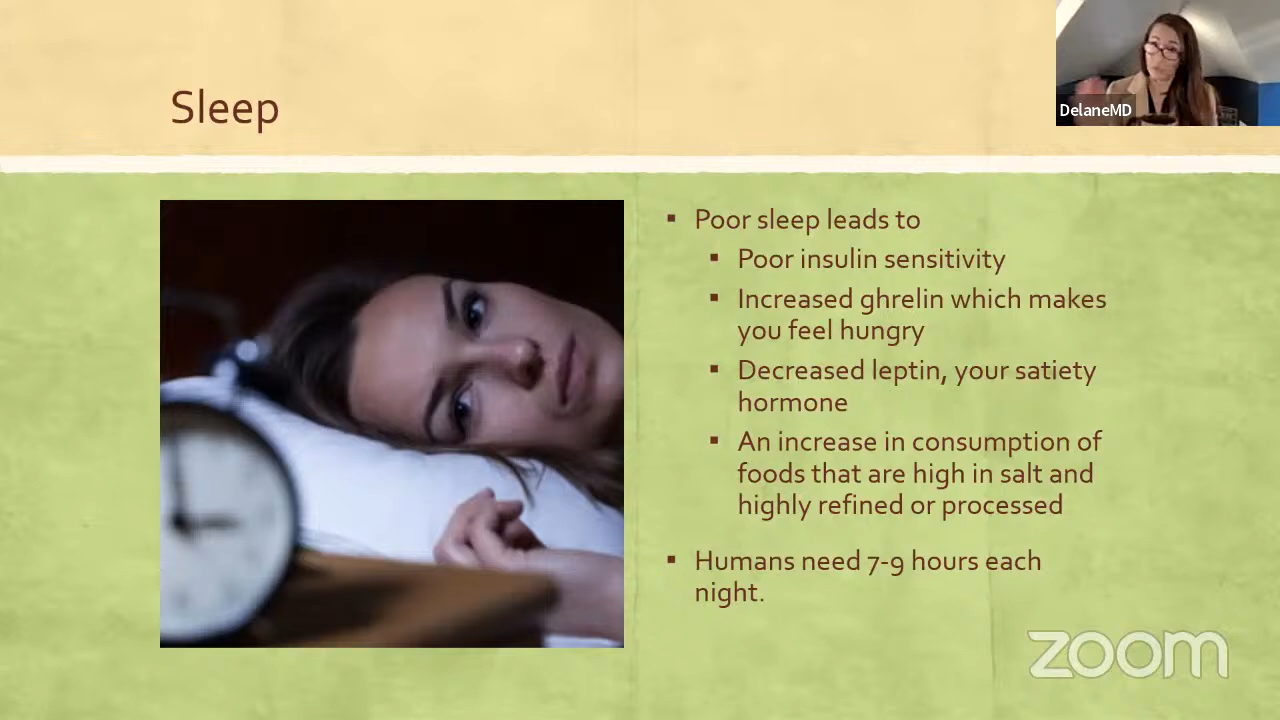 Sleep
DelaneMD
▪ Poor sleep leads to
▪ Poor insulin sensitivity
▪ Increased ghrelin which makes
you feel hungry
▪ Decreased leptin, your satiety
hormone
▪ An increase in consumption of
foods that are high in salt and
highly refined or processed
▪ Humans need 7-9 hours each
night.
zoom